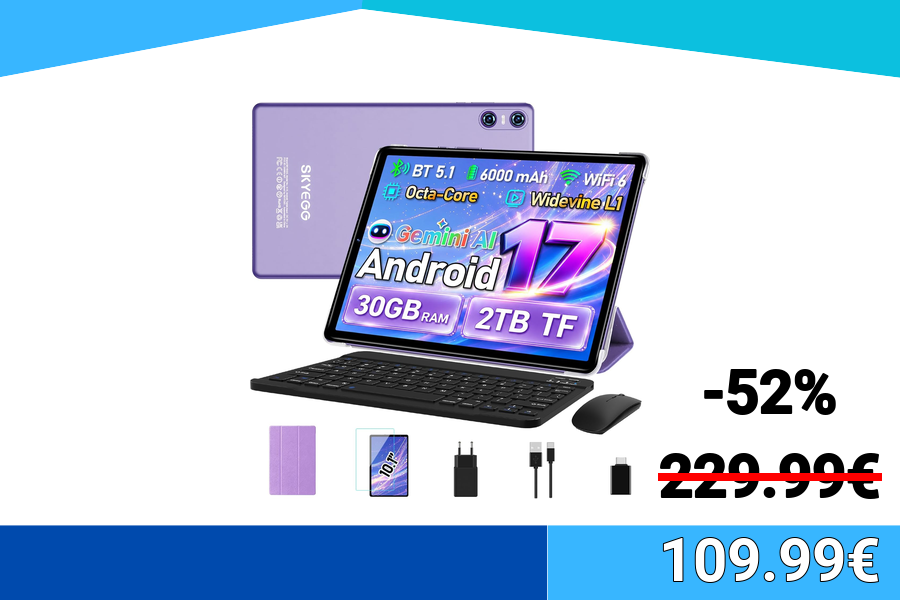 SKYEGG
BT 5.1 6000 mAh WiFi 6
Octa-Core Widevine L1
Gemini AI
Android 17
30GB RAM 2TB TF
10.1"
-52%
229.99€
109.99€